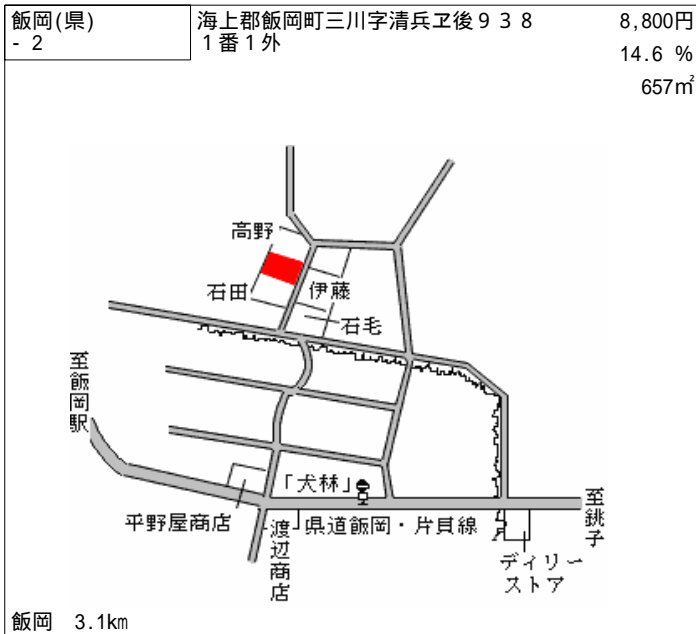 飯岡(県)
- 2
海上郡飯岡町三川字清兵ヱ後９３８
１番１外
8,800円
14.6 %
657㎡
高野
石田
伊藤
石毛
至飯岡駅
「犬林」
平野屋商店
渡辺商店
県道飯岡・片貝線
至銚子
デイリー
ストア
飯岡 3.1km